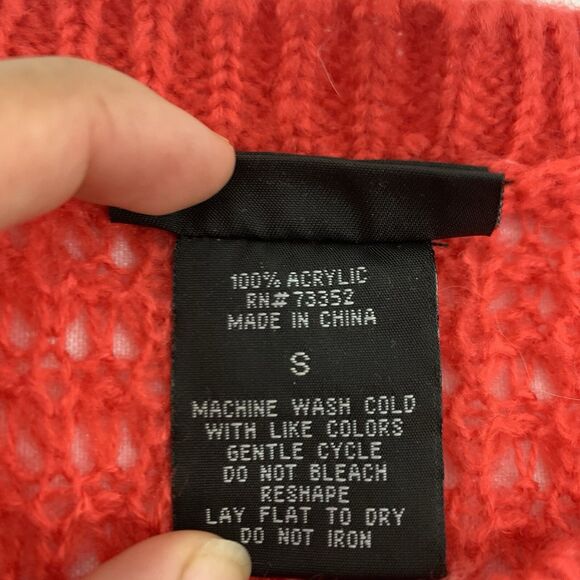 100% ACRYLIC
RN#73352
MADE IN CHINA
S
MACHINE WASH COLD
WITH LIKE COLORS
GENTLE CYCLE
DO NOT BLEACH
RESHAPE
LAY FLAT TO DRY
DO NOT IRON